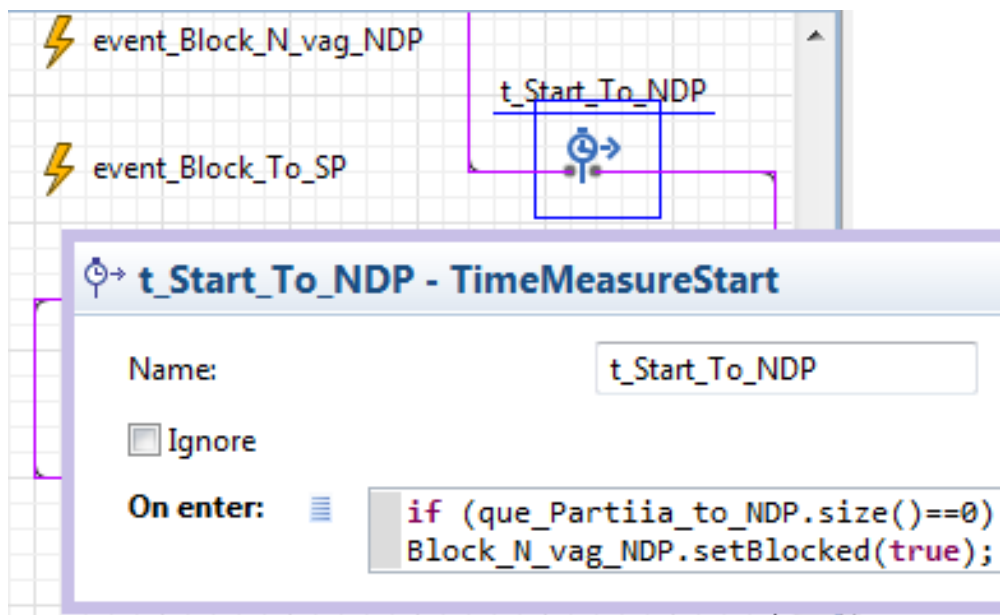 event_Block_N_vag_NDP
t_Start_To_NDP
event_Block_To_SP
t_Start_To_NDP - TimeMeasureStart
Name: t_Start_To_NDP
Ignore
On enter: if (que_Partiia_to_NDP.size()==0)
Block_N_vag_NDP.setBlocked(true);